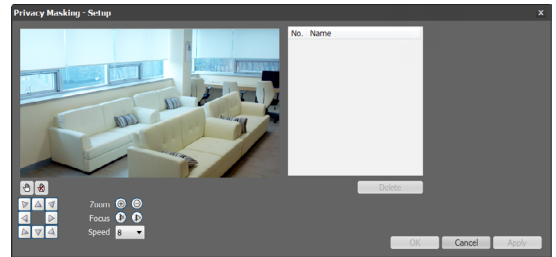 Privacy Masking - Setup x
No. Name
Delete
Zoom
Focus
Speed 8
OK Cancel Apply